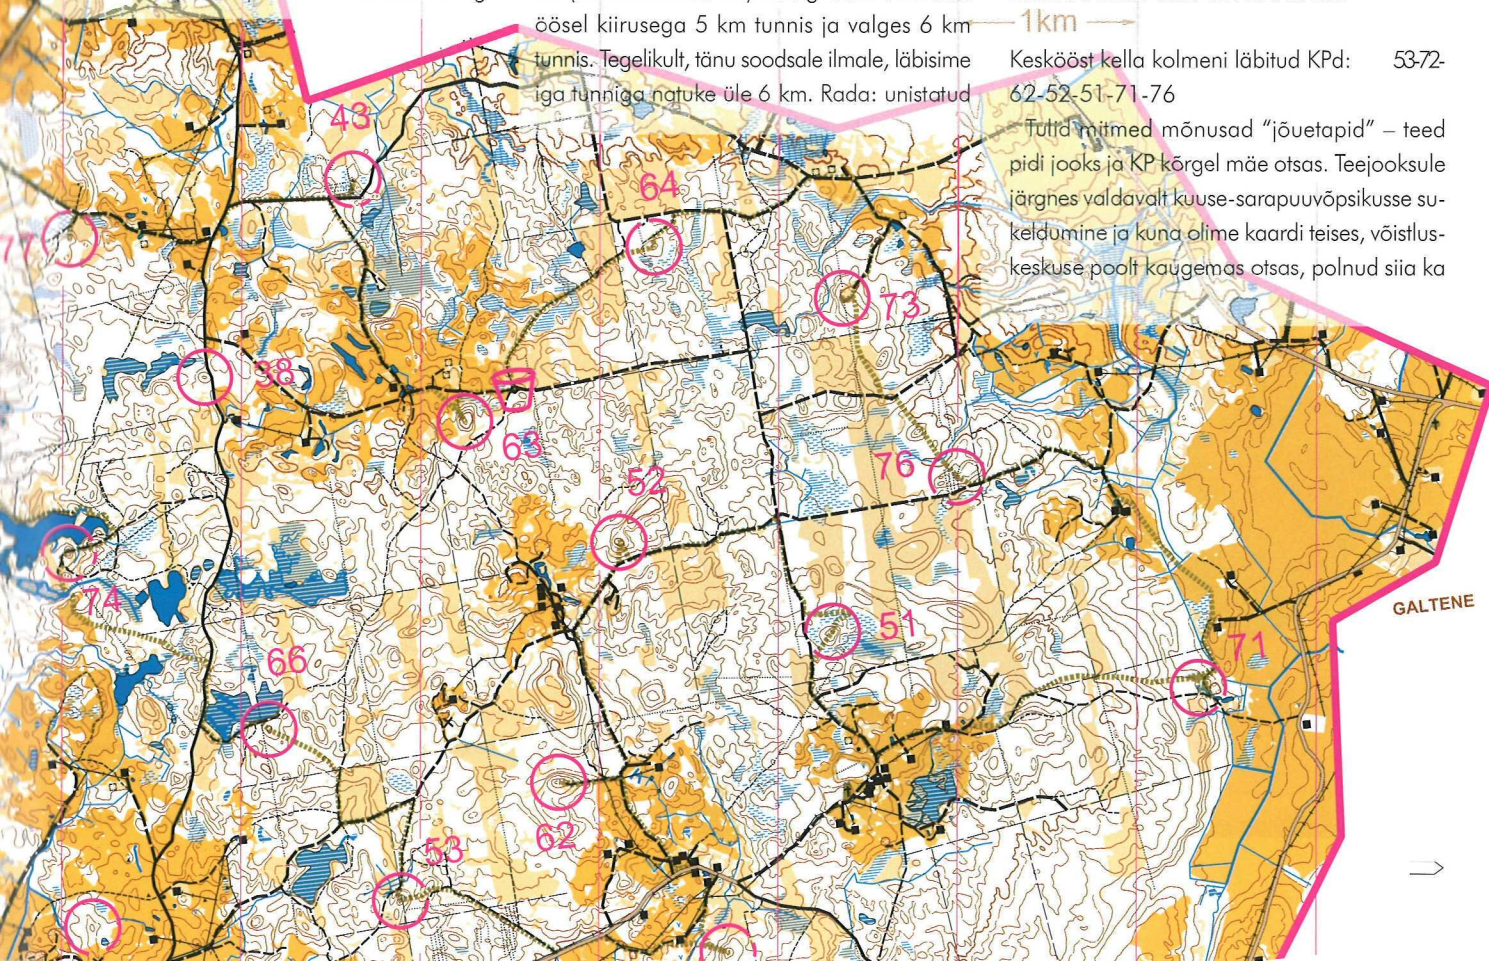 öösel kiirusega 5 km tunnis ja valges 6 km
tunnis. Tegelikult, tänu soodsale ilmale, läbisime
iga tunniga natuke üle 6 km. Rada: unistatud
1km
Keskööst kella kolmeni läbitud KPd: 53-72-
62-52-51-71-76
Tulid mitmed mõnusad “jõuetapid” – teed
pidi jooks ja KP kõrgel mäe otsas. Teejooksule
järgnes valdavalt kuuse-sarapuuvõpsikusse su-
keldumine ja kuna olime kaardi teises, võistlus-
keskuse poolt kaugemas otsas, polnud siia ka
43
64
77
73
38
63
76
52
74
51
GALTENE
66
71
62
53